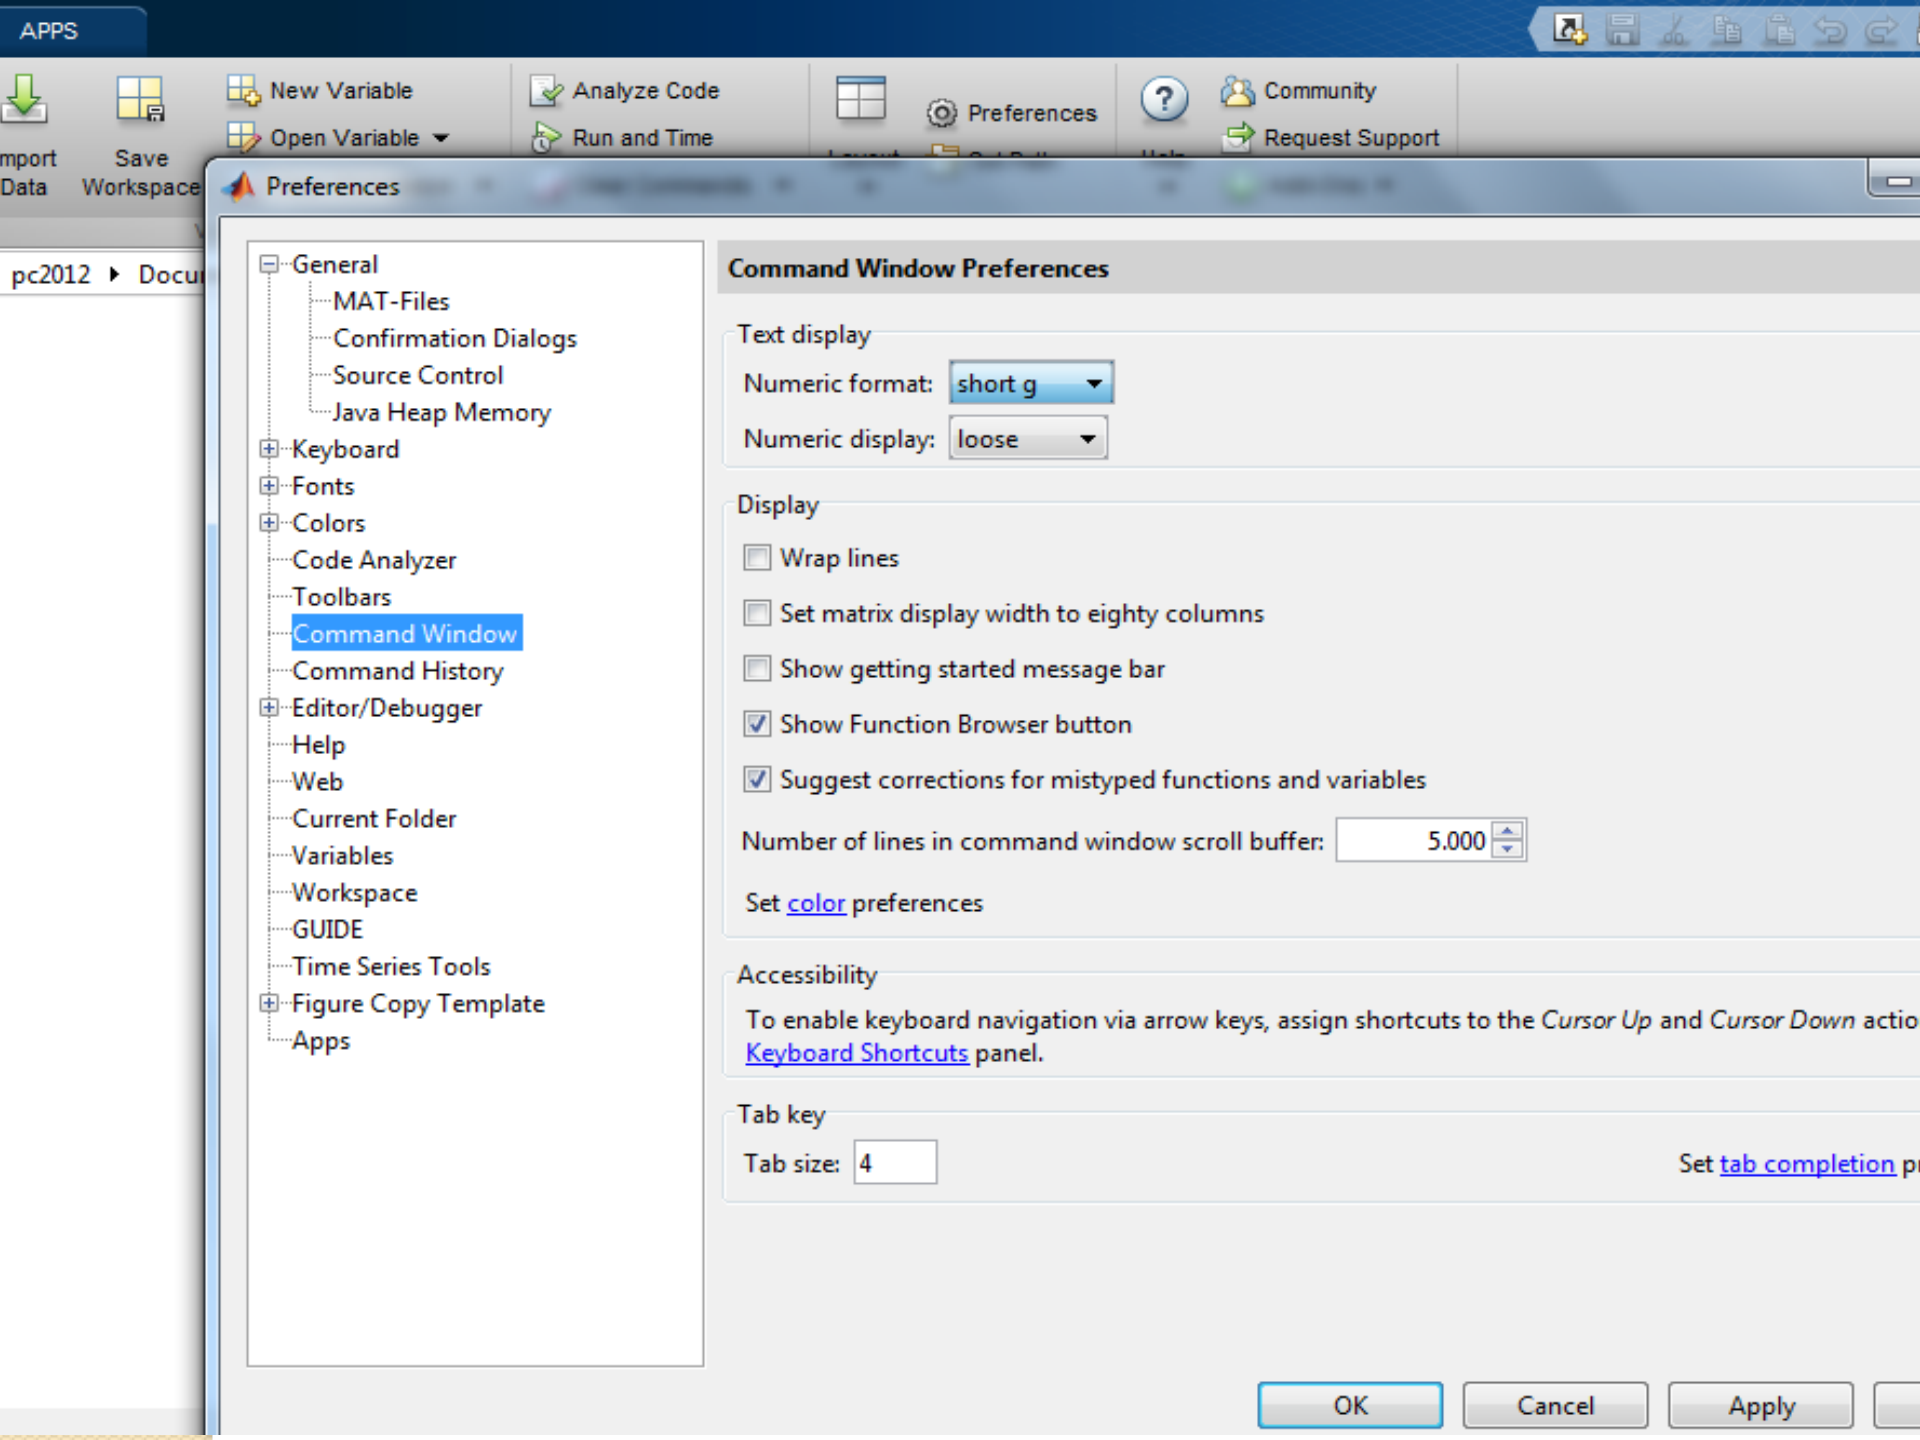 APPS
New Variable
Analyze Code
Preferences
Community
Open Variable
Run and Time
Request Support
Save
Data
Workspace
Preferences
pc2012
General
MAT-Files
Confirmation Dialogs
Source Control
Java Heap Memory
Keyboard
Fonts
Colors
Code Analyzer
Toolbars
Command Window
Command History
Editor/Debugger
Help
Web
Current Folder
Variables
Workspace
GUIDE
Time Series Tools
Figure Copy Template
Apps
Command Window Preferences
Text display
Numeric format: short g
Numeric display: loose
Display
Wrap lines
Set matrix display width to eighty columns
Show getting started message bar
Show Function Browser button
Suggest corrections for mistyped functions and variables
Number of lines in command window scroll buffer: 5.000
Set color preferences
Accessibility
To enable keyboard navigation via arrow keys, assign shortcuts to the Cursor Up and Cursor Down actio
Keyboard Shortcuts panel.
Tab key
Tab size: 4
Set tab completion
OK
Cancel
Apply